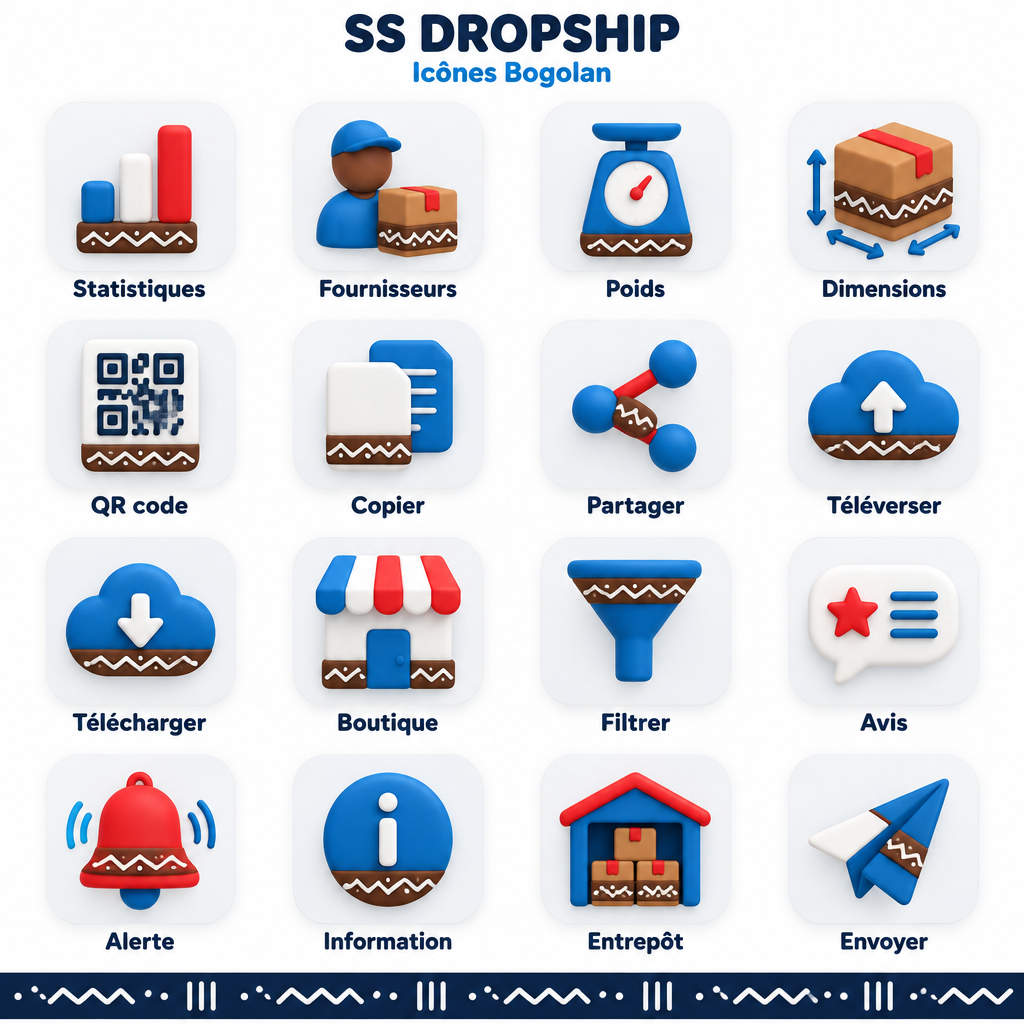 SS DROPSHIP
Icônes Bogolan
Statistiques
Fournisseurs
Poids
Dimensions
QR code
Copier
Partager
Téléverser
Télécharger
Boutique
Filtrer
Avis
Alerte
Information
Entrepôt
Envoyer